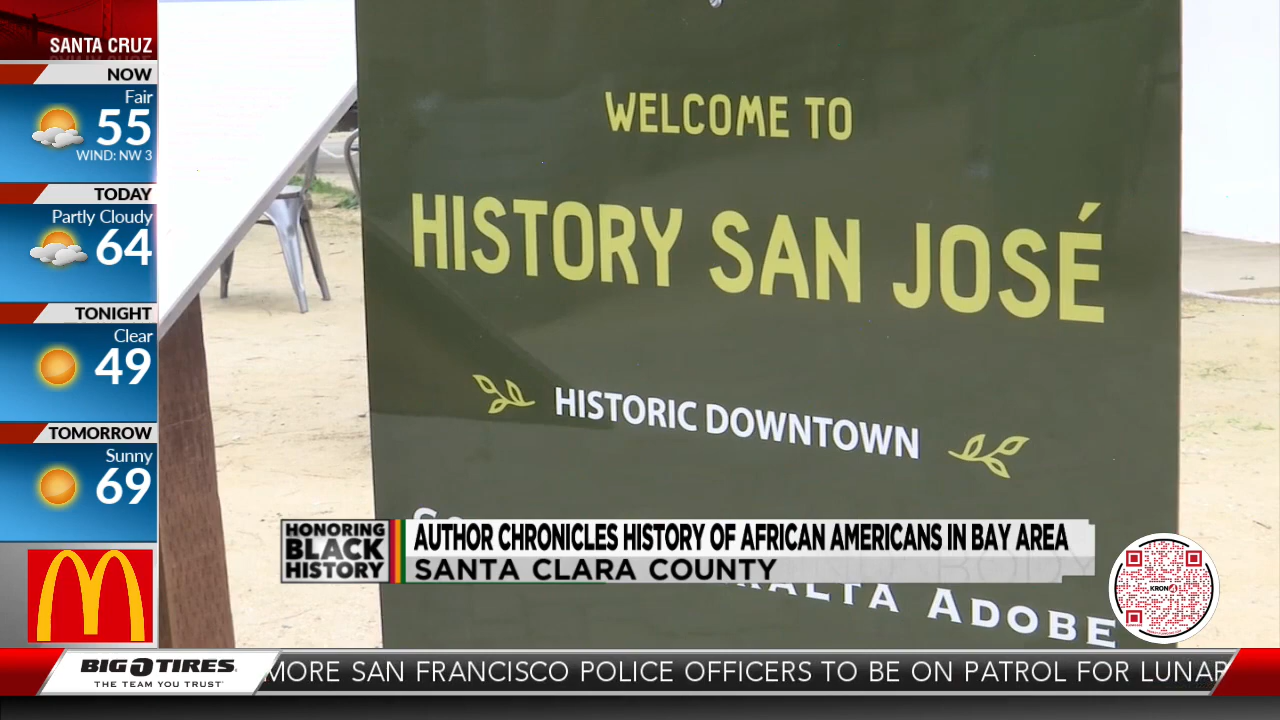 SANTA CRUZ
NOW
Fair
55
WIND: NW 3
TODAY
Partly Cloudy
64
TONIGHT
Clear
49
TOMORROW
Sunny
69
WELCOME TO
HISTORY SAN JOSÉ
HISTORIC DOWNTOWN
ADOBE
HONORING
BLACK
HISTORY
AUTHOR CHRONICLES HISTORY OF AFRICAN AMERICANS IN BAY AREA
SANTA CLARA COUNTY
KRON4
BIG O TIRES
THE TEAM YOU TRUST
MORE SAN FRANCISCO POLICE OFFICERS TO BE ON PATROL FOR LUNAR